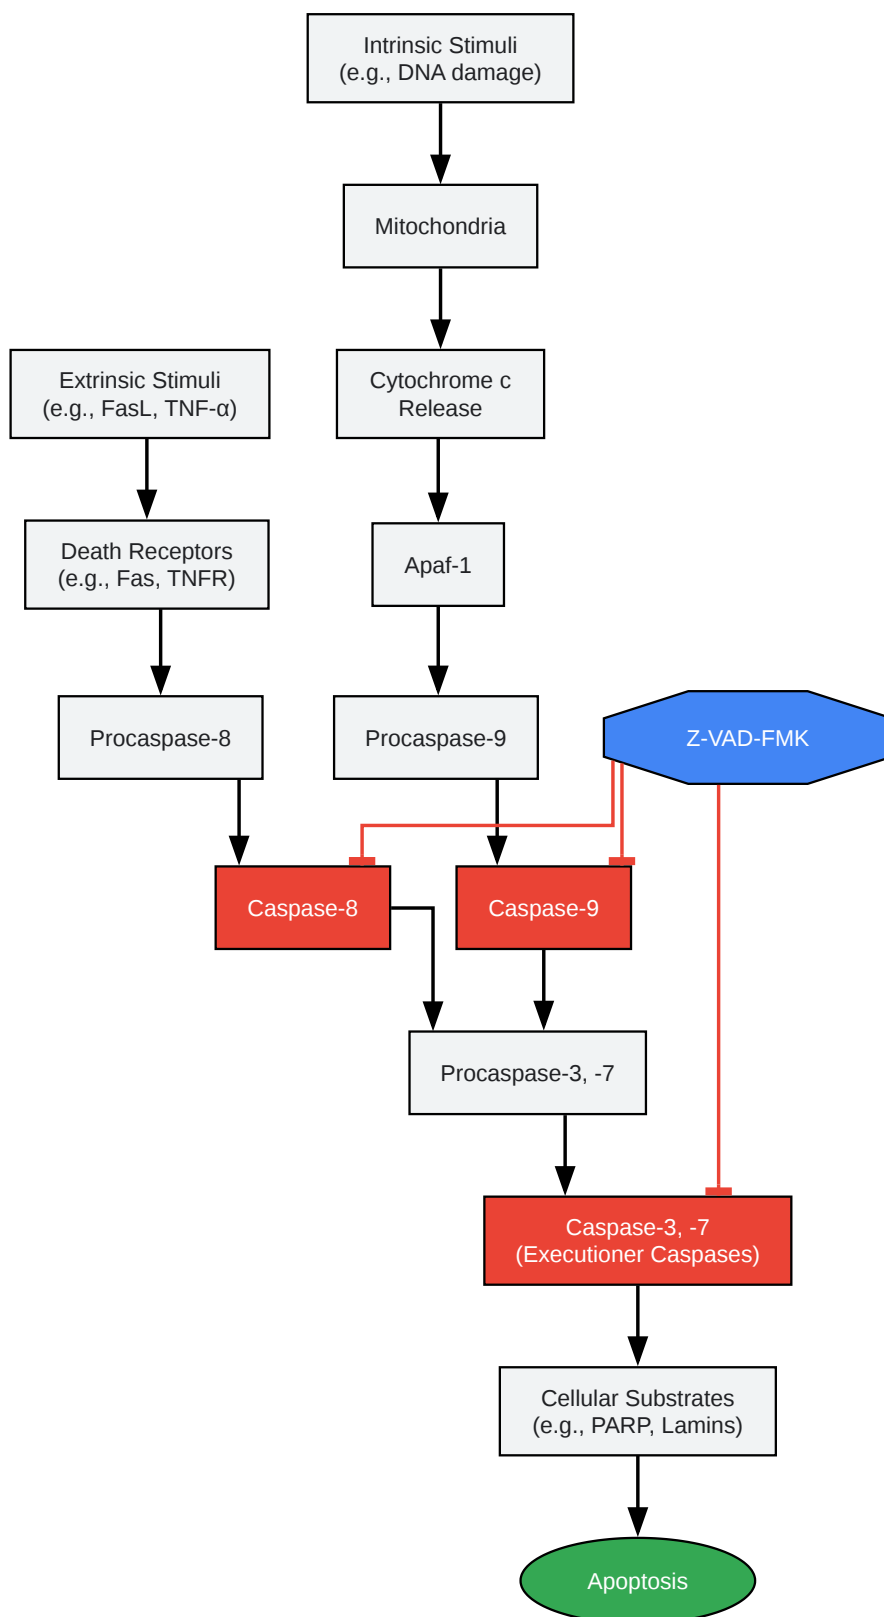 Intrinsic Stimuli
(e.g., DNA damage)
Mitochondria
Extrinsic Stimuli
(e.g., FasL, TNF-α)
Cytochrome c
Release
Death Receptors
(e.g., Fas, TNFR)
Apaf-1
Procaspase-8
Procaspase-9
Z-VAD-FMK
Caspase-8
Caspase-9
Procaspase-3, -7
Caspase-3, -7
(Executioner Caspases)
Cellular Substrates
(e.g., PARP, Lamins)
Apoptosis